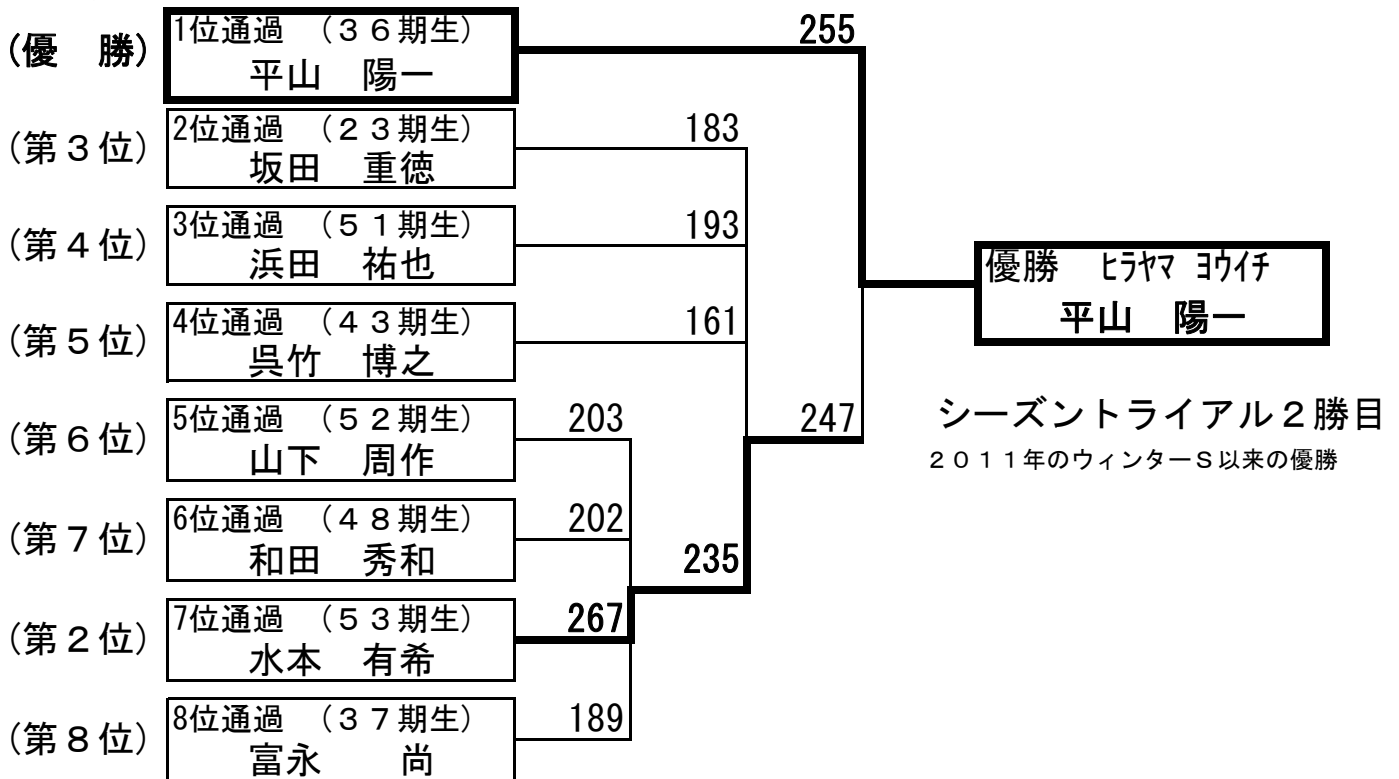 (優　勝)
1位通過　（３６期生）
平山　陽一
255
(第３位)
2位通過　（２３期生）
坂田　重徳
183
(第４位)
3位通過　（５１期生）
浜田　祐也
193
優勝　ﾋﾗﾔﾏ ﾖｳｲﾁ
平山　陽一
(第５位)
4位通過　（４３期生）
呉竹　博之
161
シーズントライアル２勝目
２０１１年のウィンターＳ以来の優勝
(第６位)
5位通過　（５２期生）
山下　周作
203
247
(第７位)
6位通過　（４８期生）
和田　秀和
202
235
(第２位)
7位通過　（５３期生）
水本　有希
267
(第８位)
8位通過　（３７期生）
富永　　尚
189